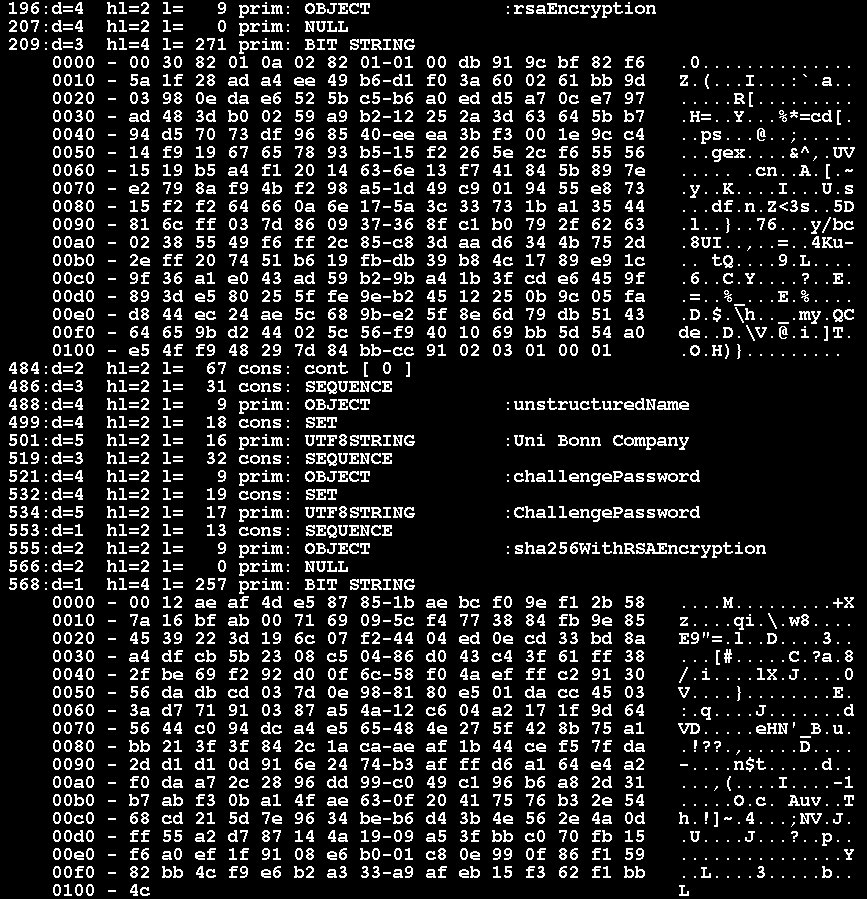 196:d=4  hl=2 l=   9 prim: OBJECT            :rsaEncryption
207:d=4  hl=2 l=   0 prim: NULL
209:d=3  hl=4 l= 271 prim: BIT STRING
0000 - 00 30 82 01 0a 02 82 01-01 00 db 91 9c bf 82 f6   .0..............
0010 - 5a 1f 28 ad a4 ee 49 b6-d1 f0 3a 60 02 61 bb 9d   Z.(...I...:`.a..
0020 - 03 98 0e da e6 52 5b c5-b6 a0 ed d5 a7 0c e7 97   .....R[.........
0030 - ad 48 3d b0 02 59 a9 b2-12 25 2a 3d 63 64 5b b7   .H=..Y...%*=cd[.
0040 - 94 d5 70 73 df 96 85 40-ee ea 3b f3 00 1e 9c c4   ..ps...@..;.....
0050 - 14 f9 19 67 65 78 93 b5-15 f2 26 5e 2c f6 55 56   ...gex....&^,.UV
0060 - 15 19 b5 a4 f1 20 14 63-6e 13 f7 41 84 5b 89 7e   ..... .cn..A.[.~
0070 - e2 79 8a f9 4b f2 98 a5-1d 49 c9 01 94 55 e8 73   .y..K....I...U.s
0080 - 15 f2 f2 64 66 0a 6e 17-5a 3c 33 73 1b a1 35 44   ...df.n.Z<3s..5D
0090 - 81 6c ff 03 7d 86 09 37-36 8f c1 b0 79 2f 62 63   .l..}..76...y/bc
00a0 - 02 38 55 49 f6 ff 2c 85-c8 3d aa d6 34 4b 75 2d   .8UI..,..=..4Ku-
00b0 - 2e ff 20 74 51 b6 19 fb-db 39 b8 4c 17 89 e9 1c   .. tQ....9.L....
00c0 - 9f 36 a1 e0 43 ad 59 b2-9b a4 1b 3f cd e6 45 9f   .6..C.Y....?..E.
00d0 - 89 3d e5 80 25 5f fe 9e-b2 45 12 25 0b 9c 05 fa   .=..%_...E.%....
00e0 - d8 44 ec 24 ae 5c 68 9b-e2 5f 8e 6d 79 db 51 43   .D.$.\h.._.my.QC
00f0 - 64 65 9b d2 44 02 5c 56-f9 40 10 69 bb 5d 54 a0   de..D.\V.@.i.]T.
0100 - e5 4f f9 48 29 7d 84 bb-cc 91 02 03 01 00 01   .O.H)}.........
484:d=2  hl=2 l=  67 cons: cont [ 0 ]
486:d=3  hl=2 l=  31 cons: SEQUENCE
488:d=4  hl=2 l=   9 prim: OBJECT            :unstructuredName
499:d=4  hl=2 l=  18 cons: SET
501:d=5  hl=2 l=  16 prim: UTF8STRING        :Uni Bonn Company
519:d=3  hl=2 l=  32 cons: SEQUENCE
521:d=4  hl=2 l=   9 prim: OBJECT            :challengePassword
532:d=4  hl=2 l=  19 cons: SET
534:d=5  hl=2 l=  17 prim: UTF8STRING        :ChallengePassword
553:d=1  hl=2 l=  13 cons: SEQUENCE
555:d=2  hl=2 l=   9 prim: OBJECT            :sha256WithRSAEncryption
566:d=2  hl=2 l=   0 prim: NULL
568:d=1  hl=4 l= 257 prim: BIT STRING
0000 - 00 12 ae af 4d e5 87 85-1b ae bc f0 9e f1 2b 58   ....M.........+X
0010 - 7a 16 bf ab 00 71 69 09-5c f4 77 38 84 fb 9e 85   z....qi.\.w8....
0020 - 45 39 22 3d 19 6c 07 f2-44 04 ed 0e cd 33 bd 8a   E9"=.l..D....3..
0030 - a4 df cb 5b 23 08 c5 04-86 d0 43 c4 3f 61 ff 38   ...[#.....C.?a.8
0040 - 2f be 69 f2 92 d0 0f 6c-58 f0 4a ef ff c2 91 30   /.i....lX.J....0
0050 - 56 da db cd 03 7d 0e 98-81 80 e5 01 da cc 45 03   V....}........E.
0060 - 3a d7 71 91 03 87 a5 4a-12 c6 04 a2 17 1f 9d 64   :.q....J.......d
0070 - 56 44 c0 94 dc a4 e5 65-48 4e 27 5f 42 8b 75 a1   VD.....eHN'_B.u.
0080 - bb 21 3f 3f 84 2c 1a ca-ae af 1b 44 ce f5 7f da   .!??.,.....D....
0090 - 2d d1 d1 0d 91 6e 24 74-b3 af ff d6 a1 64 e4 a2   -....n$t.....d..
00a0 - f0 da a7 2c 28 96 dd 99-c0 49 c1 96 b6 a8 2d 31   ...,(....I....-1
00b0 - b7 ab f3 0b a1 4f ae 63-0f 20 41 75 76 b3 2e 54   .....O.c. Auv..T
00c0 - 68 cd 21 5d 7e 96 34 be-b6 d4 3b 4e 56 2e 4a 0d   h.!]~.4...;NV.J.
00d0 - ff 55 a2 d7 87 14 4a 19-09 a5 3f bb c0 70 fb 15   .U....J...?..p..
00e0 - f6 a0 ef 1f 91 08 e6 b0-01 c8 0e 99 0f 86 f1 59   ...............Y
00f0 - 82 bb 4c f9 e6 b2 a3 33-a9 af eb 15 f3 62 f1 bb   ..L....3.....b..
0100 - 4c   L